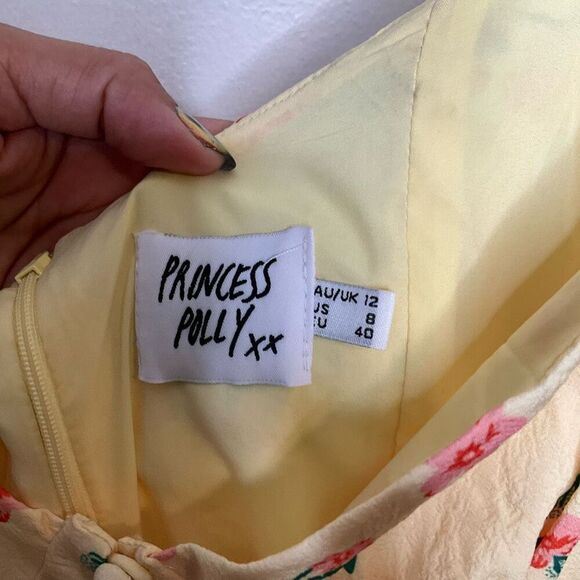 PRINCESS
POLLY xx
AU/UK 12
US 8
EU 40